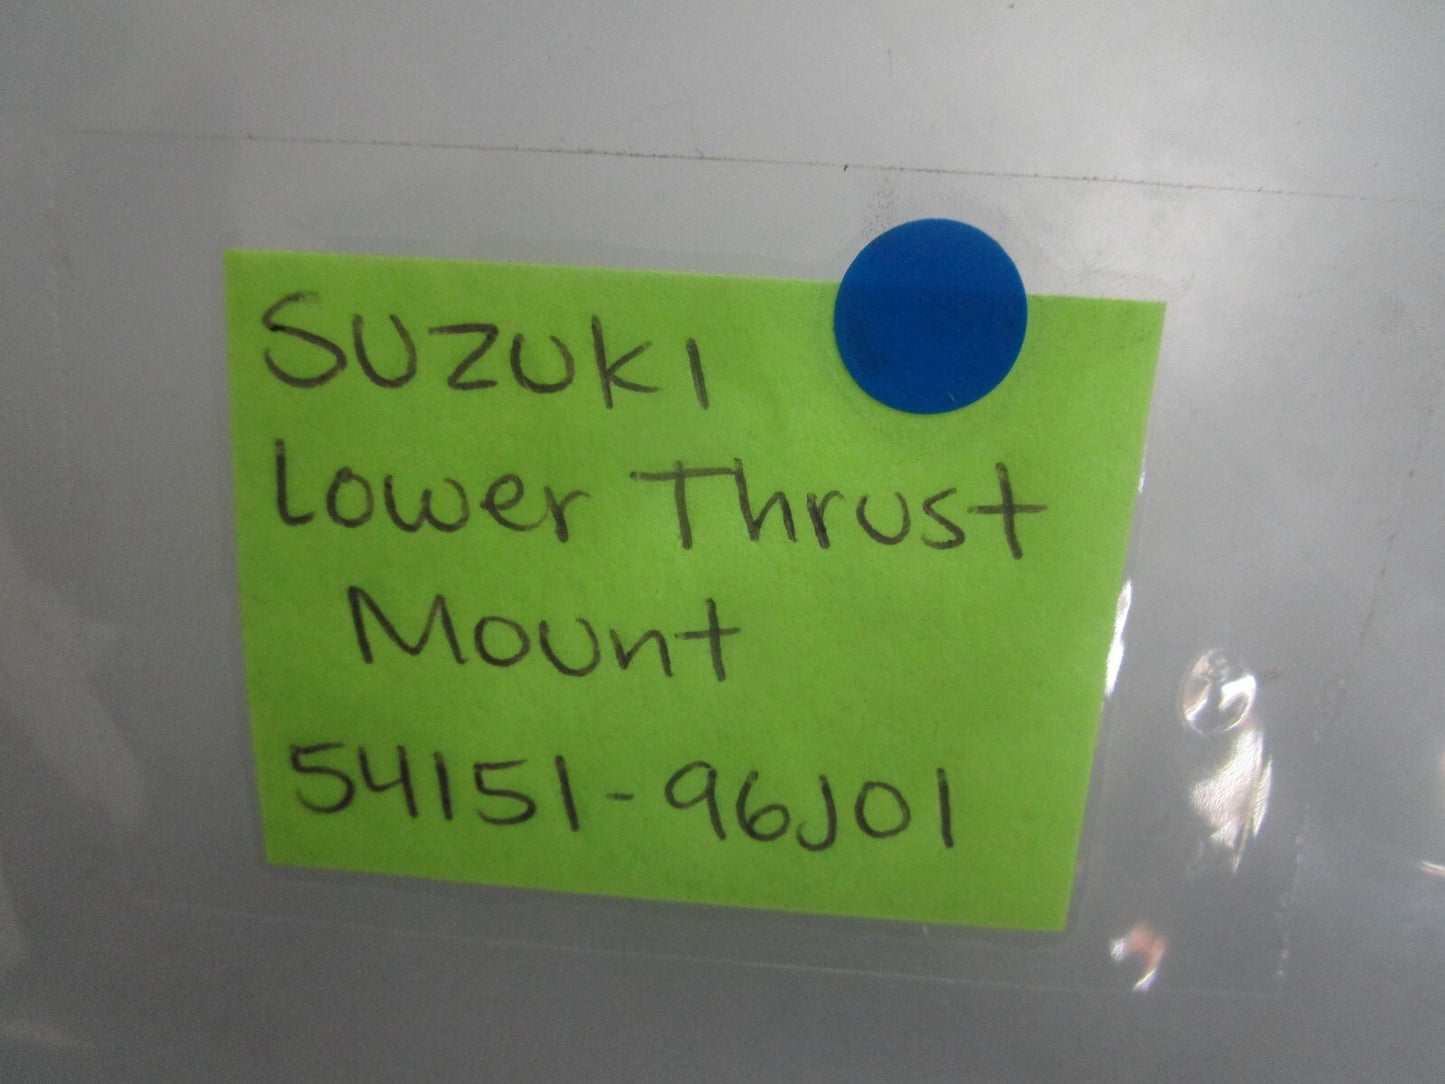 SUZUKI
Lower Thrust
Mount
54151-96J01